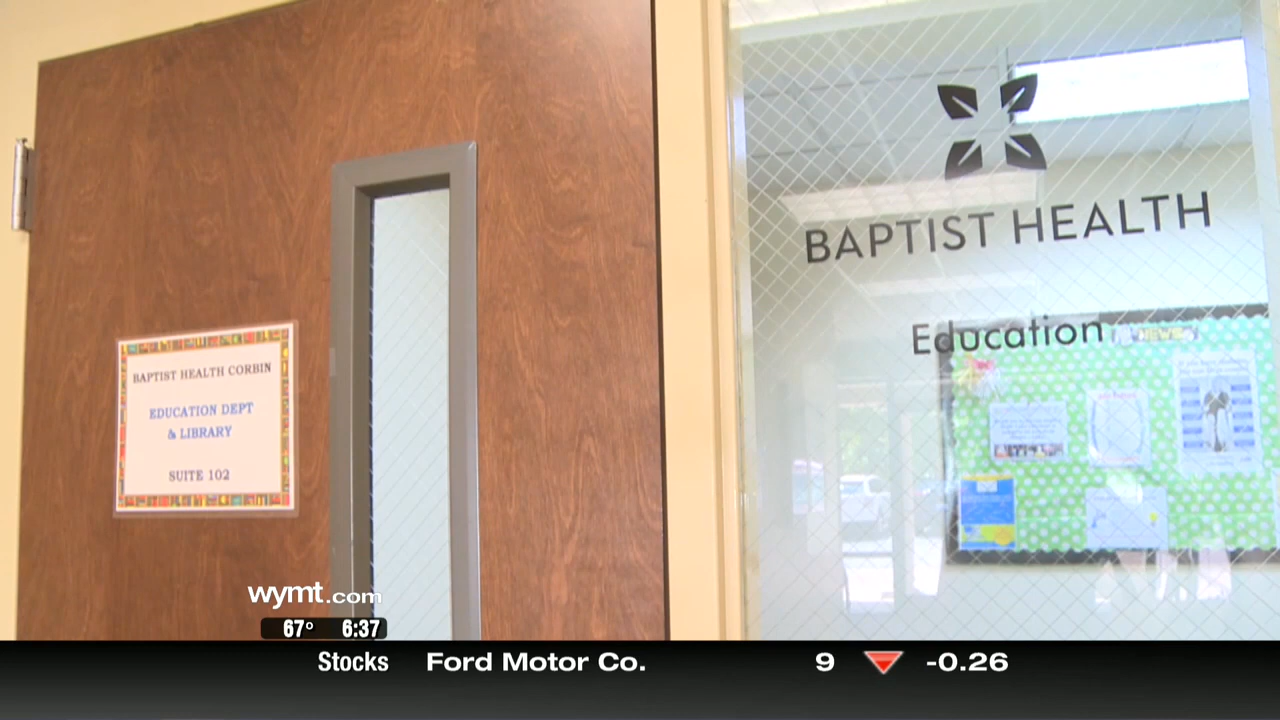 BAPTIST HEALTH
Education
NEWS
BAPTIST HEALTH CORBIN
EDUCATION DEPT
& LIBRARY
SUITE 102
wymt.com
67° 6:37
Stocks Ford Motor Co. 9 -0.26